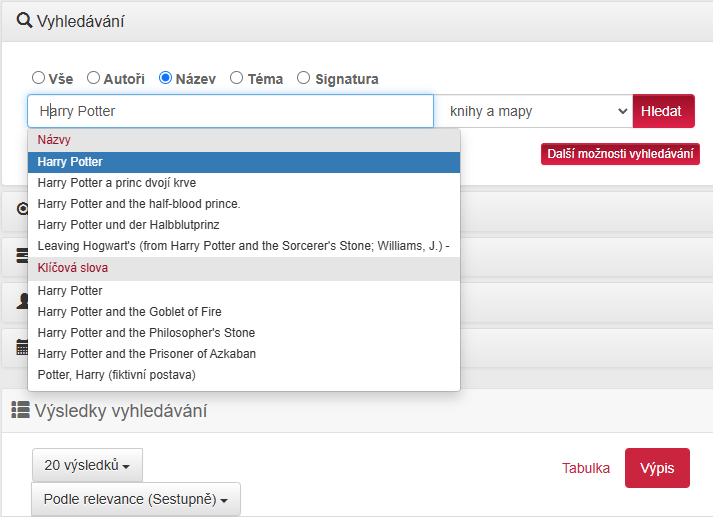 Vyhledávání
Vše Autoři Název Téma Signatura
Harry Potter knihy a mapy Hledat
Názvy
Další možnosti vyhledávání
Harry Potter
Harry Potter a princ dvojí krve
Harry Potter and the half-blood prince.
Harry Potter und der Halbblutprinz
Leaving Hogwart's (from Harry Potter and the Sorcerer's Stone; Williams, J.) -
Klíčová slova
Harry Potter
Harry Potter and the Goblet of Fire
Harry Potter and the Philosopher's Stone
Harry Potter and the Prisoner of Azkaban
Potter, Harry (fiktivní postava)
Výsledky vyhledávání
20 výsledků Tabulka Výpis
Podle relevance (Sestupně)